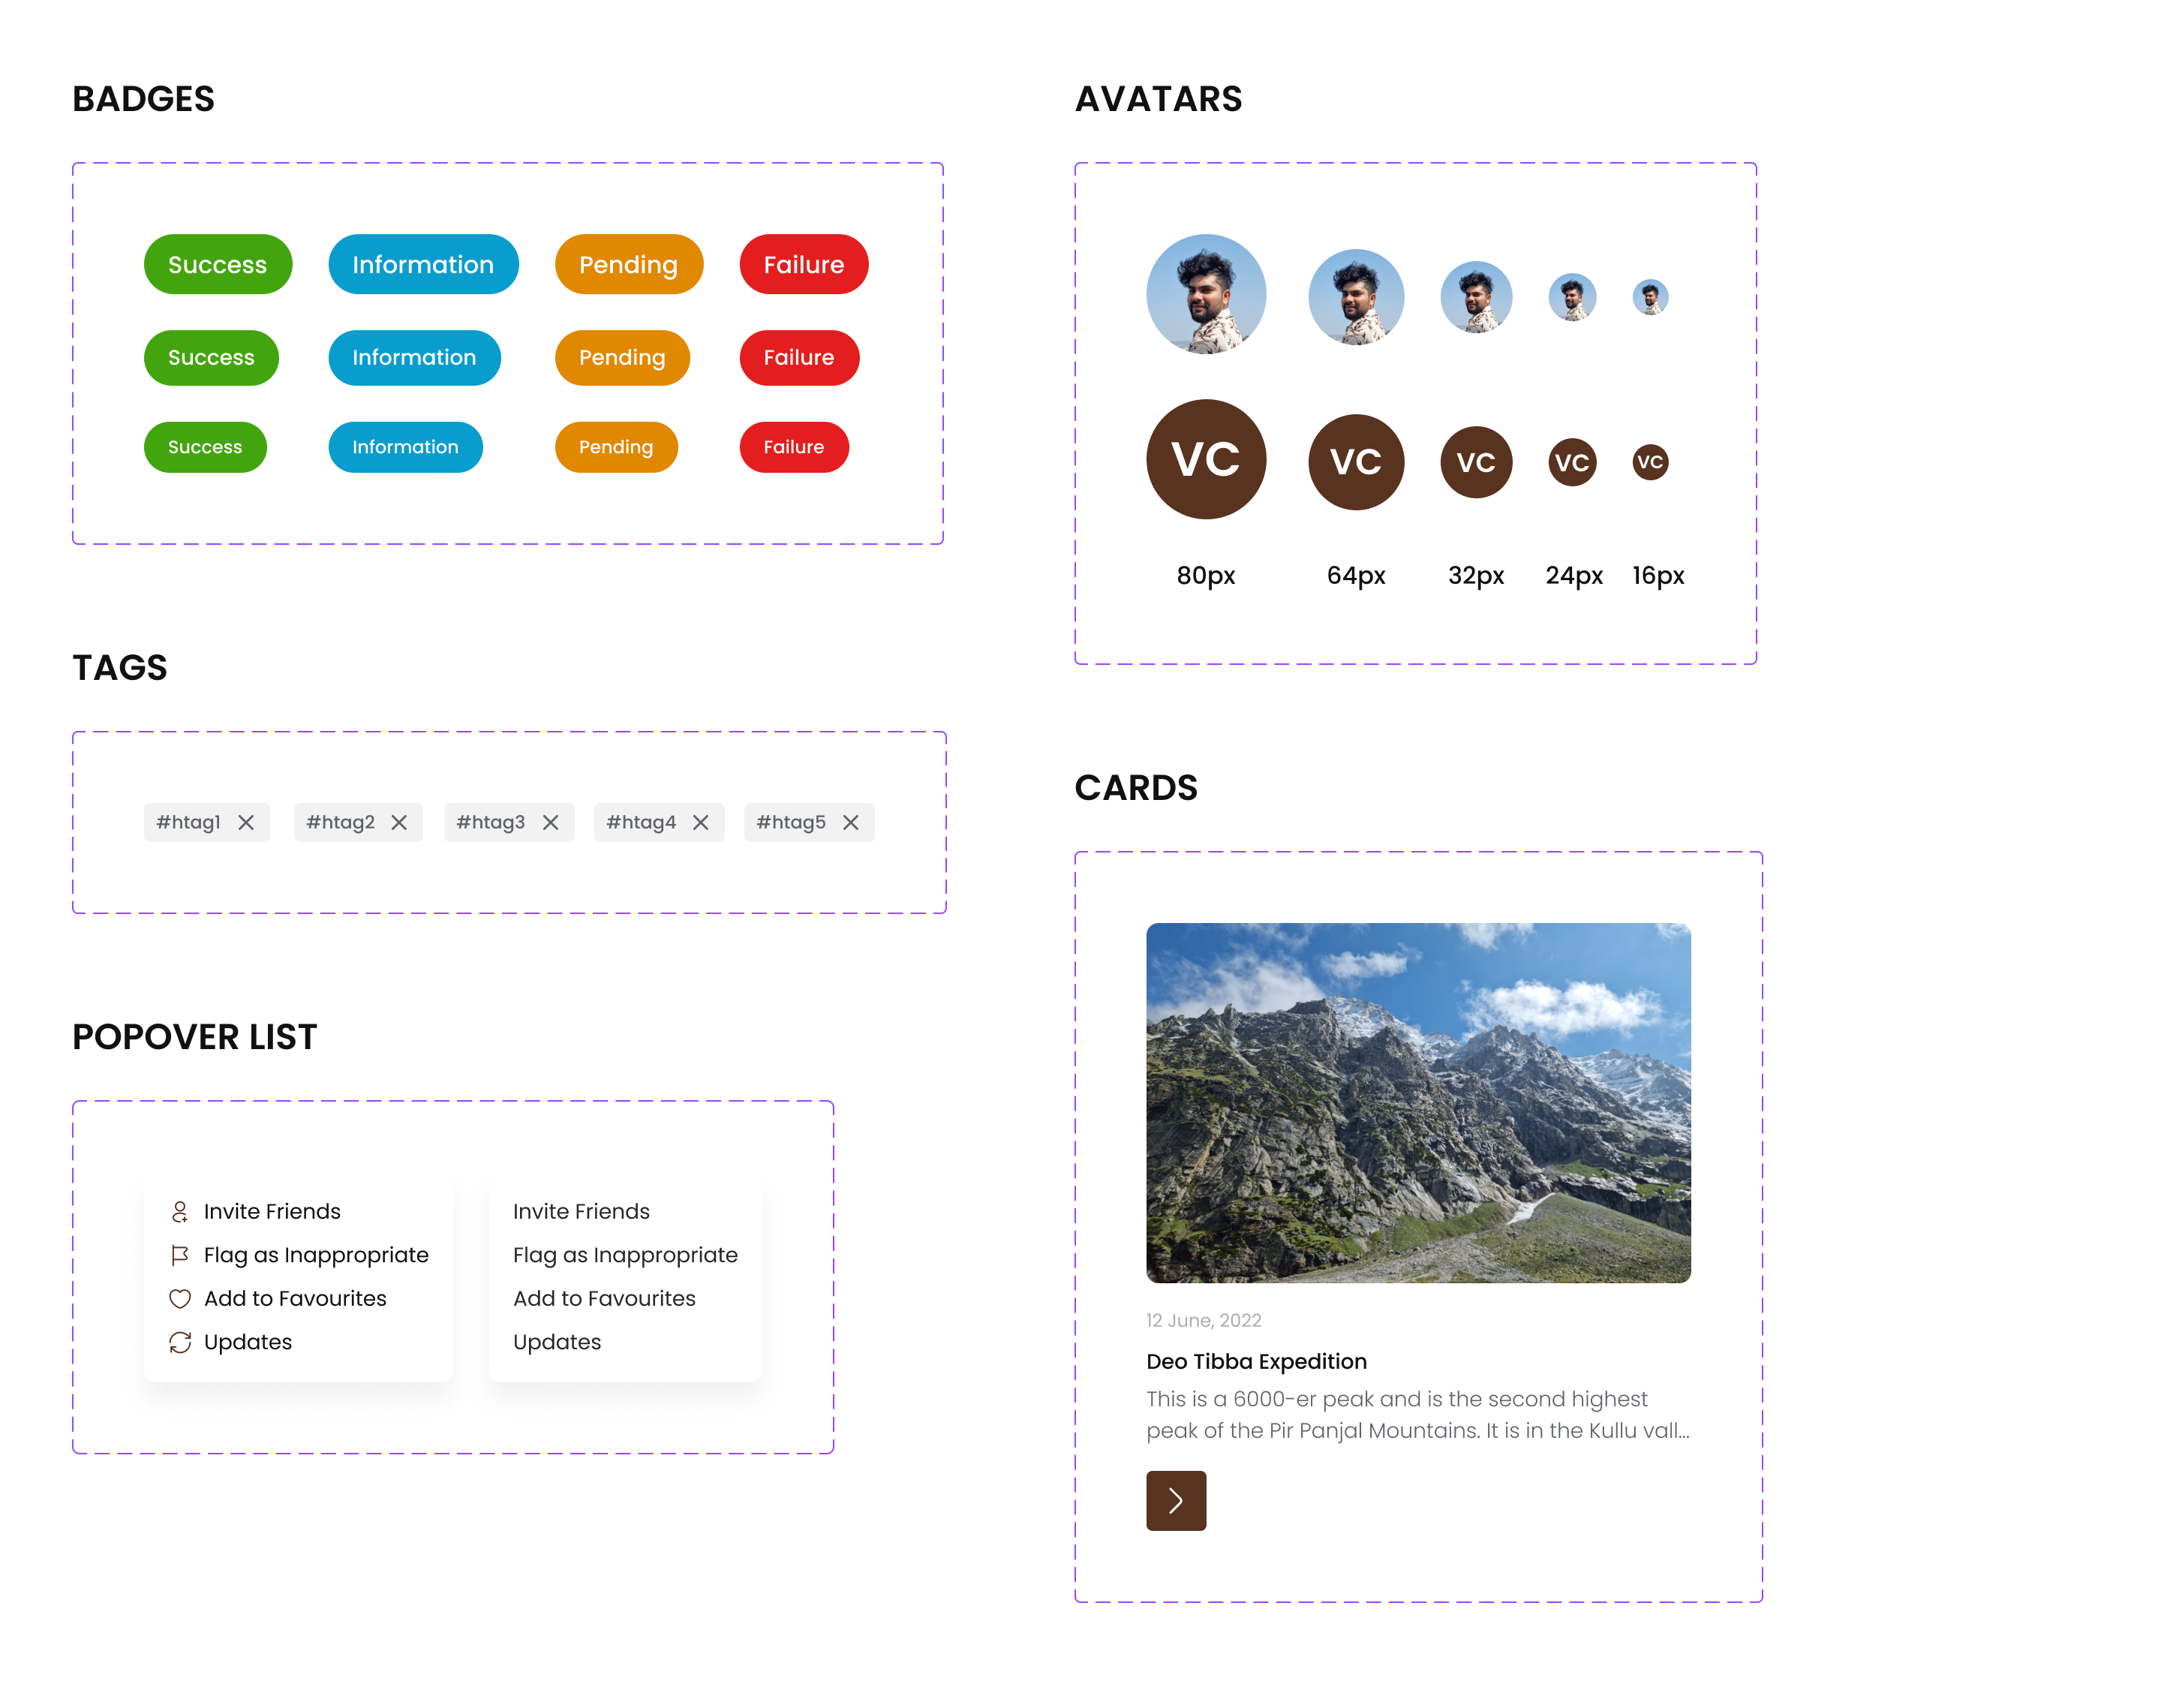 BADGES
Success Information Pending Failure
Success Information Pending Failure
Success Information Pending Failure
TAGS
#htag1 #htag2 #htag3 #htag4 #htag5
POPOVER LIST
Invite Friends
Flag as Inappropriate
Add to Favourites
Updates
Invite Friends
Flag as Inappropriate
Add to Favourites
Updates
AVATARS
VC VC VC VC VC
80px 64px 32px 24px 16px
CARDS
12 June, 2022
Deo Tibba Expedition
This is a 6000-er peak and is the second highest
peak of the Pir Panjal Mountains. It is in the Kullu vall...